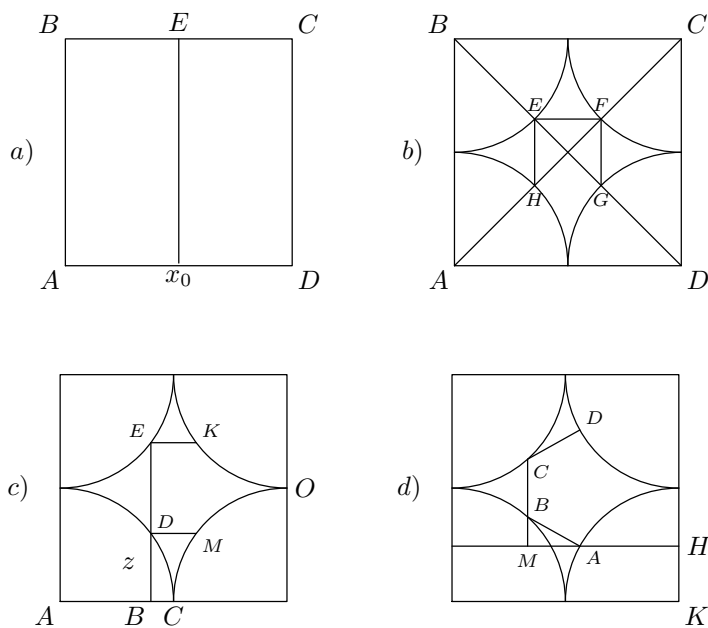 B E C
a)
A x₀ D
B C
E F
b)
H G
A D
E K
c) D O
z M
A B C
D
C
d) B
M A H
K